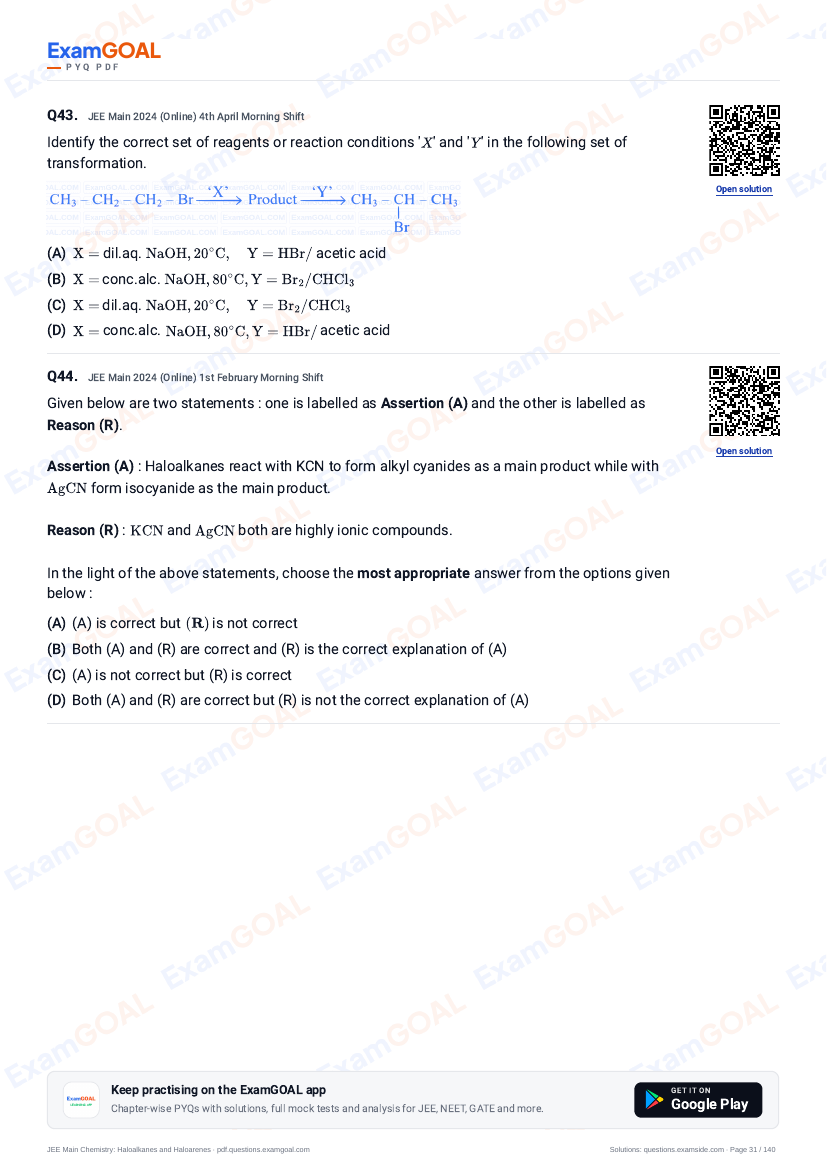 ExamGOAL
PYQ PDF
Q43. JEE Main 2024 (Online) 4th April Morning Shift
Identify the correct set of reagents or reaction conditions 'X' and 'Y' in the following set of
transformation.
CH₃ – CH₂ – CH₂ – Br —'X'→ Product —'Y'→ CH₃ – CH – CH₃
|
Br
(A) X = dil.aq. NaOH, 20°C, Y = HBr/ acetic acid
(B) X = conc.alc. NaOH, 80°C, Y = Br₂/CHCl₃
(C) X = dil.aq. NaOH, 20°C, Y = Br₂/CHCl₃
(D) X = conc.alc. NaOH, 80°C, Y = HBr/ acetic acid
Open solution
Q44. JEE Main 2024 (Online) 1st February Morning Shift
Given below are two statements : one is labelled as Assertion (A) and the other is labelled as
Reason (R).
Assertion (A) : Haloalkanes react with KCN to form alkyl cyanides as a main product while with
AgCN form isocyanide as the main product.
Reason (R) : KCN and AgCN both are highly ionic compounds.
In the light of the above statements, choose the most appropriate answer from the options given
below :
(A) (A) is correct but (R) is not correct
(B) Both (A) and (R) are correct and (R) is the correct explanation of (A)
(C) (A) is not correct but (R) is correct
(D) Both (A) and (R) are correct but (R) is not the correct explanation of (A)
Open solution
ExamGOAL
Keep practising on the ExamGOAL app
Chapter-wise PYQs with solutions, full mock tests and analysis for JEE, NEET, GATE and more.
GET IT ON
Google Play
JEE Main Chemistry: Haloalkanes and Haloarenes · pdf.questions.examgoal.com
Solutions: questions.examside.com · Page 31 / 140